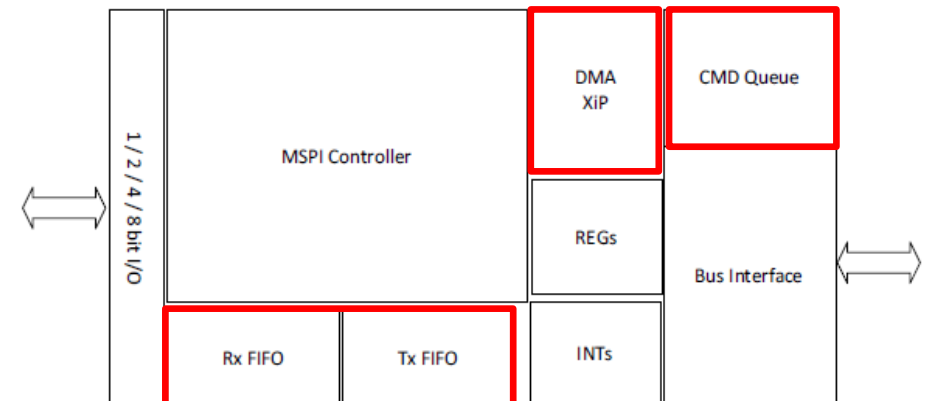 1 / 2 / 4 / 8 bit I/O
MSPI Controller
DMA
XiP
CMD Queue
REGs
Bus Interface
Rx FIFO
Tx FIFO
INTs